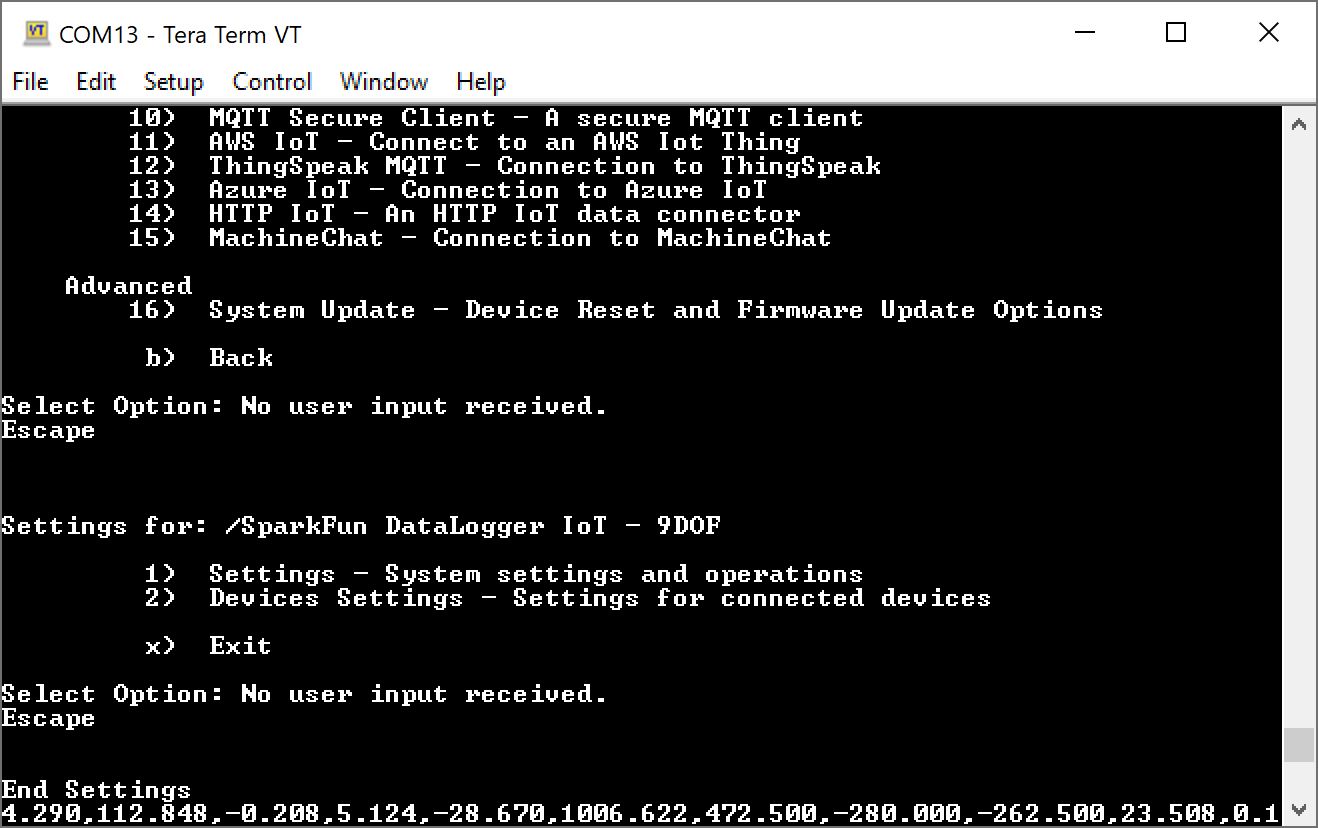 COM13 - Tera Term VT
File Edit Setup Control Window Help
10) MQTT Secure Client - A secure MQTT client
11) AWS IoT - Connect to an AWS Iot Thing
12) ThingSpeak MQTT - Connection to ThingSpeak
13) Azure IoT - Connection to Azure IoT
14) HTTP IoT - An HTTP IoT data connector
15) MachineChat - Connection to MachineChat
Advanced
16) System Update - Device Reset and Firmware Update Options
b) Back
Select Option: No user input received.
Escape
Settings for: /SparkFun DataLogger IoT - 9DOF
1) Settings - System settings and operations
2) Devices Settings - Settings for connected devices
x) Exit
Select Option: No user input received.
Escape
End Settings
4.290,112.848,-0.208,5.124,-28.670,1006.622,472.500,-280.000,-262.500,23.508,0.1